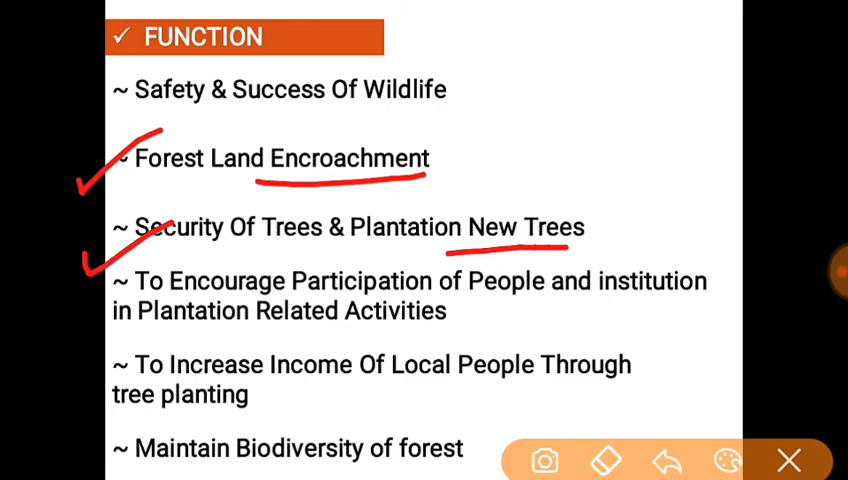 ✓ FUNCTION
~ Safety & Success Of Wildlife
~ Forest Land Encroachment
~ Security Of Trees & Plantation New Trees
~ To Encourage Participation of People and institution
in Plantation Related Activities
~ To Increase Income Of Local People Through
tree planting
~ Maintain Biodiversity of forest